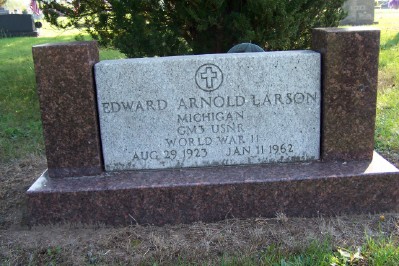 EDWARD ARNOLD LARSON
MICHIGAN
GM3 USNR
WORLD WAR II
AUG 29 1923 JAN 11 1962